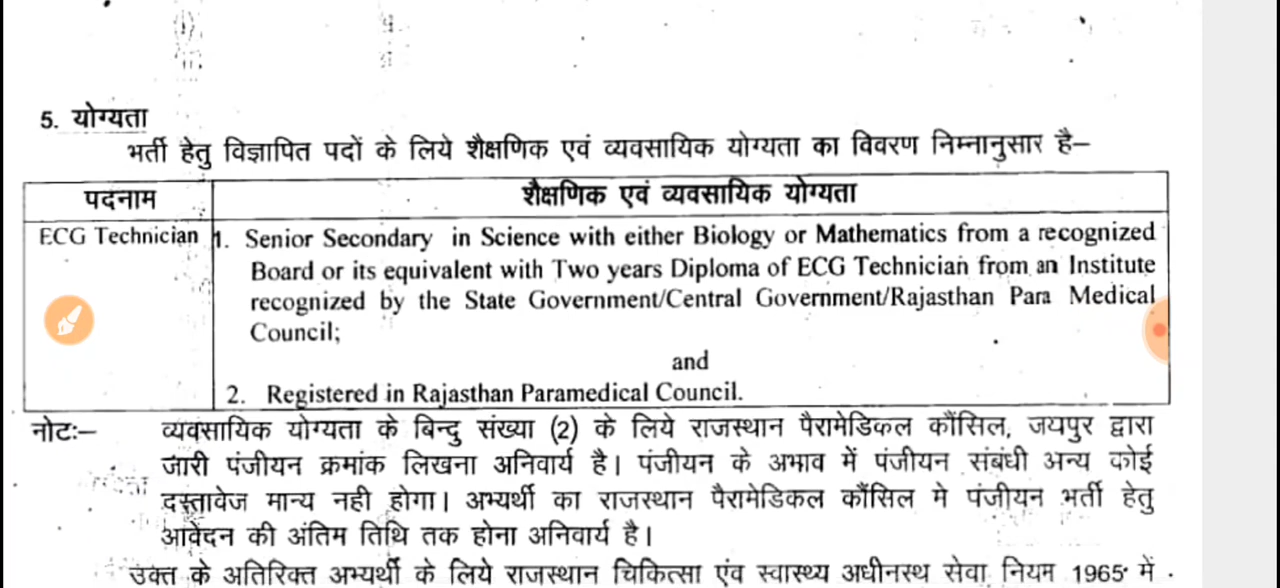 5. योग्यता
भर्ती हेतु विज्ञापित पदों के लिये शैक्षणिक एवं व्यवसायिक योग्यता का विवरण निम्नानुसार है–
पदनाम शैक्षणिक एवं व्यवसायिक योग्यता
ECG Technician 1. Senior Secondary in Science with either Biology or Mathematics from a recognized
Board or its equivalent with Two years Diploma of ECG Technician from an Institute
recognized by the State Government/Central Government/Rajasthan Para Medical
Council;
and
2. Registered in Rajasthan Paramedical Council.
नोटः– व्यवसायिक योग्यता के बिन्दु संख्या (2) के लिये राजस्थान पैरामेडिकल कौंसिल, जयपुर द्वारा
जारी पंजीयन क्रमांक लिखना अनिवार्य है। पंजीयन के अभाव में पंजीयन संबंधी अन्य कोई
दस्तावेज मान्य नही होगा। अभ्यर्थी का राजस्थान पैरामेडिकल कौंसिल मे पंजीयन भर्ती हेतु
आवेदन की अंतिम तिथि तक होना अनिवार्य है।
उक्त के अतिरिक्त अभ्यर्थी के लिये राजस्थान चिकित्सा एंव स्वास्थ्य अधीनस्थ सेवा नियम 1965 में